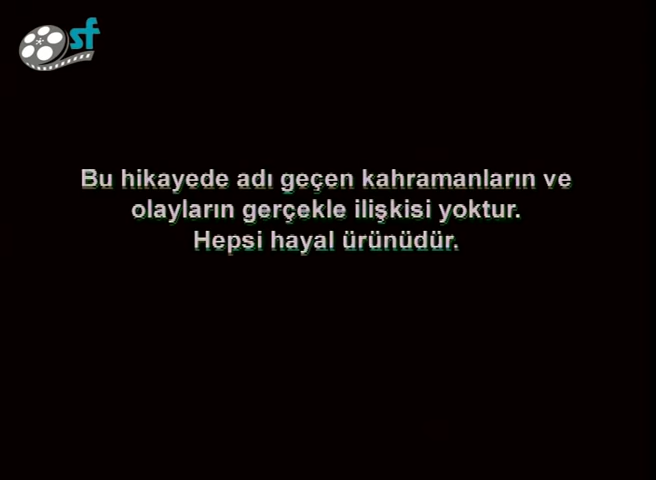 sf
Bu hikayede adı geçen kahramanların ve
olayların gerçekle ilişkisi yoktur.
Hepsi hayal ürünüdür.